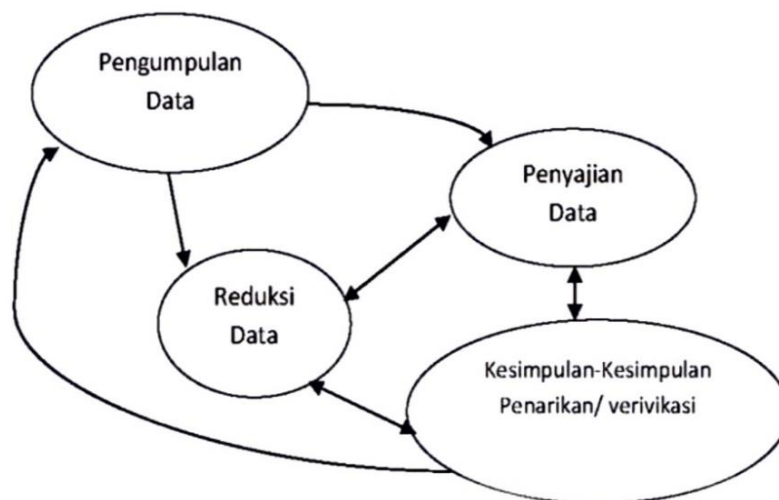 Pengumpulan
Data
Penyajian
Data
Reduksi
Data
Kesimpulan-Kesimpulan
Penarikan/ verivikasi